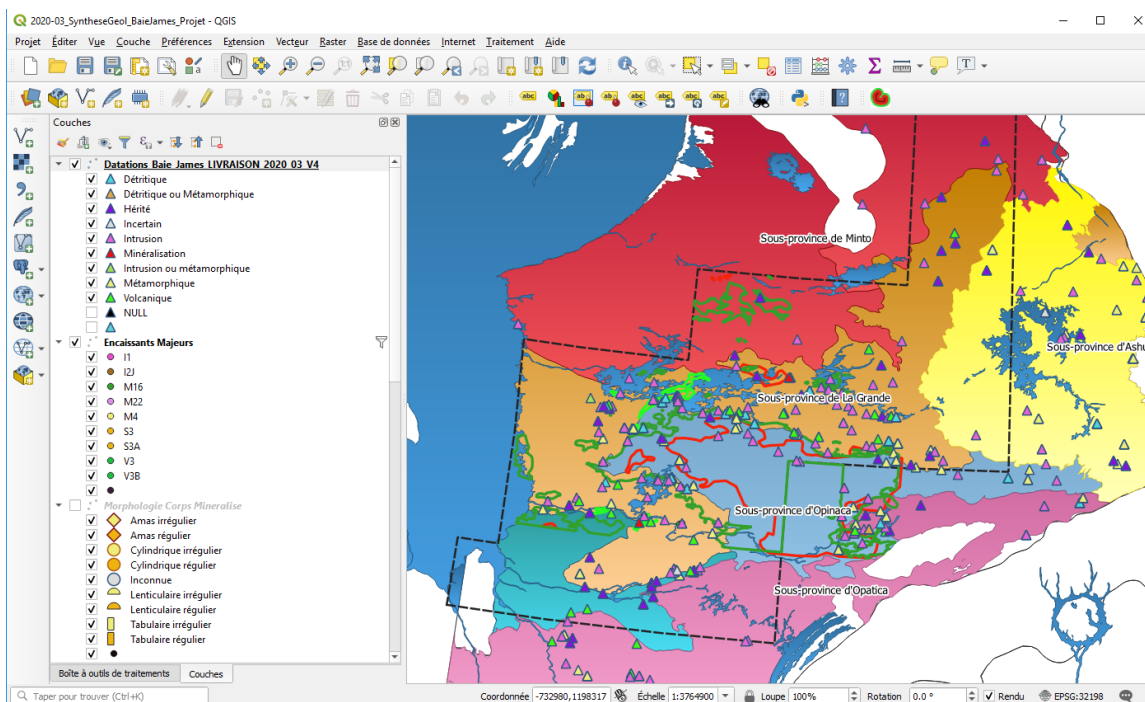 2020-03_SyntheseGeol_BaieJames_Projet - QGIS
Projet Éditer Vue Couche Préférences Extension Vecteur Raster Base de données Internet Traitement Aide
Couches
Datations Baie James LIVRAISON 2020 03 V4
Détritique
Détritique ou Métamorphique
Hérité
Incertain
Intrusion
Minéralisation
Intrusion ou métamorphique
Métamorphique
Volcanique
NULL
Encaissants Majeurs
I1
I2J
M16
M22
M4
S3
S3A
V3
V3B
Morphologie Corps Mineralise
Amas irrégulier
Amas régulier
Cylindrique irrégulier
Cylindrique régulier
Inconnue
Lenticulaire irrégulier
Lenticulaire régulier
Tabulaire irrégulier
Tabulaire régulier
Boîte à outils de traitements Couches
Sous-province de Minto
Sous-province d'Ashu
Sous-province de La Grande
Sous-province d'Opinaca
Sous-province d'Opatica
Taper pour trouver (Ctrl+K) Coordonnée -732980,1198317 Échelle 1:3764900 Loupe 100% Rotation 0.0 ° Rendu EPSG:32198